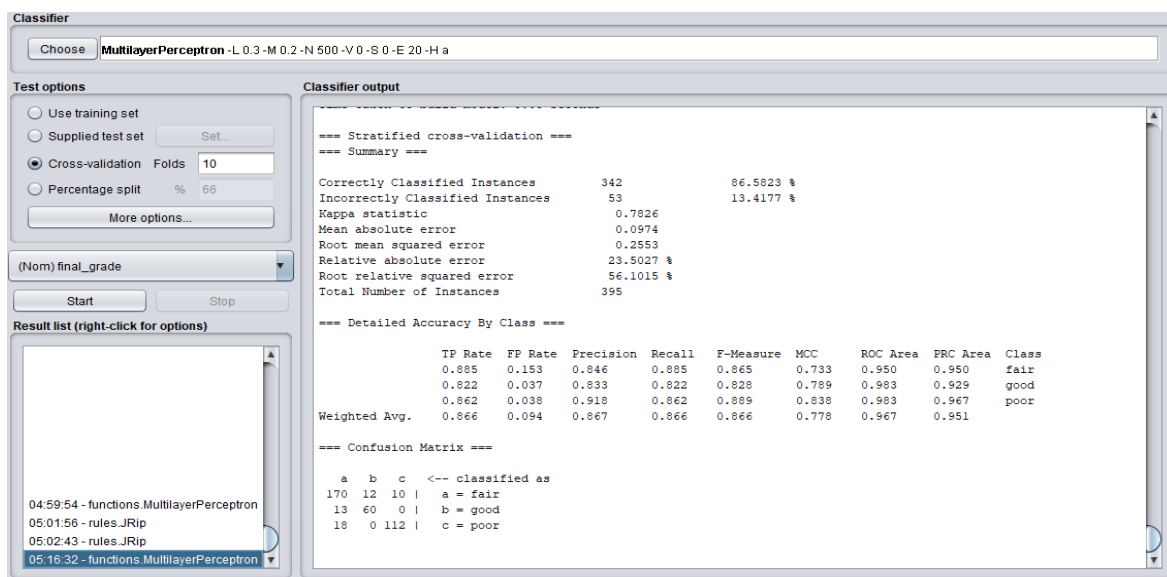 Classifier
Choose MultilayerPerceptron -L 0.3 -M 0.2 -N 500 -V 0 -S 0 -E 20 -H a
Test options
Use training set
Supplied test set Set...
Cross-validation Folds 10
Percentage split % 66
More options...
(Nom) final_grade
Start Stop
Result list (right-click for options)
04:59:54 - functions.MultilayerPerceptron
05:01:56 - rules.JRip
05:02:43 - rules.JRip
05:16:32 - functions.MultilayerPerceptron
Classifier output
=== Stratified cross-validation ===
=== Summary ===
Correctly Classified Instances 342 86.5823 %
Incorrectly Classified Instances 53 13.4177 %
Kappa statistic 0.7826
Mean absolute error 0.0974
Root mean squared error 0.2553
Relative absolute error 23.5027 %
Root relative squared error 56.1015 %
Total Number of Instances 395
=== Detailed Accuracy By Class ===
TP Rate FP Rate Precision Recall F-Measure MCC ROC Area PRC Area Class
0.885 0.153 0.846 0.885 0.865 0.733 0.950 0.950 fair
0.822 0.037 0.833 0.822 0.828 0.789 0.983 0.929 good
0.862 0.038 0.918 0.862 0.889 0.838 0.983 0.967 poor
Weighted Avg. 0.866 0.094 0.867 0.866 0.866 0.778 0.967 0.951
=== Confusion Matrix ===
a b c <-- classified as
170 12 10 | a = fair
13 60 0 | b = good
18 0 112 | c = poor